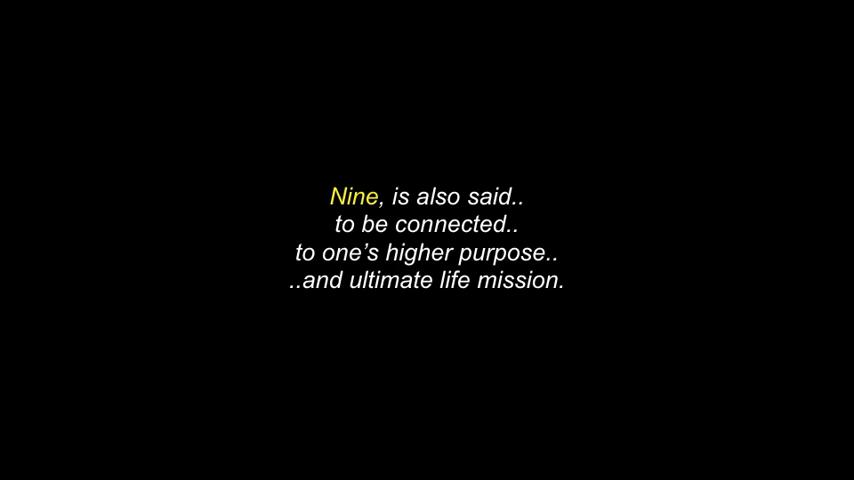 Nine, is also said..
to be connected..
to one’s higher purpose..
..and ultimate life mission.